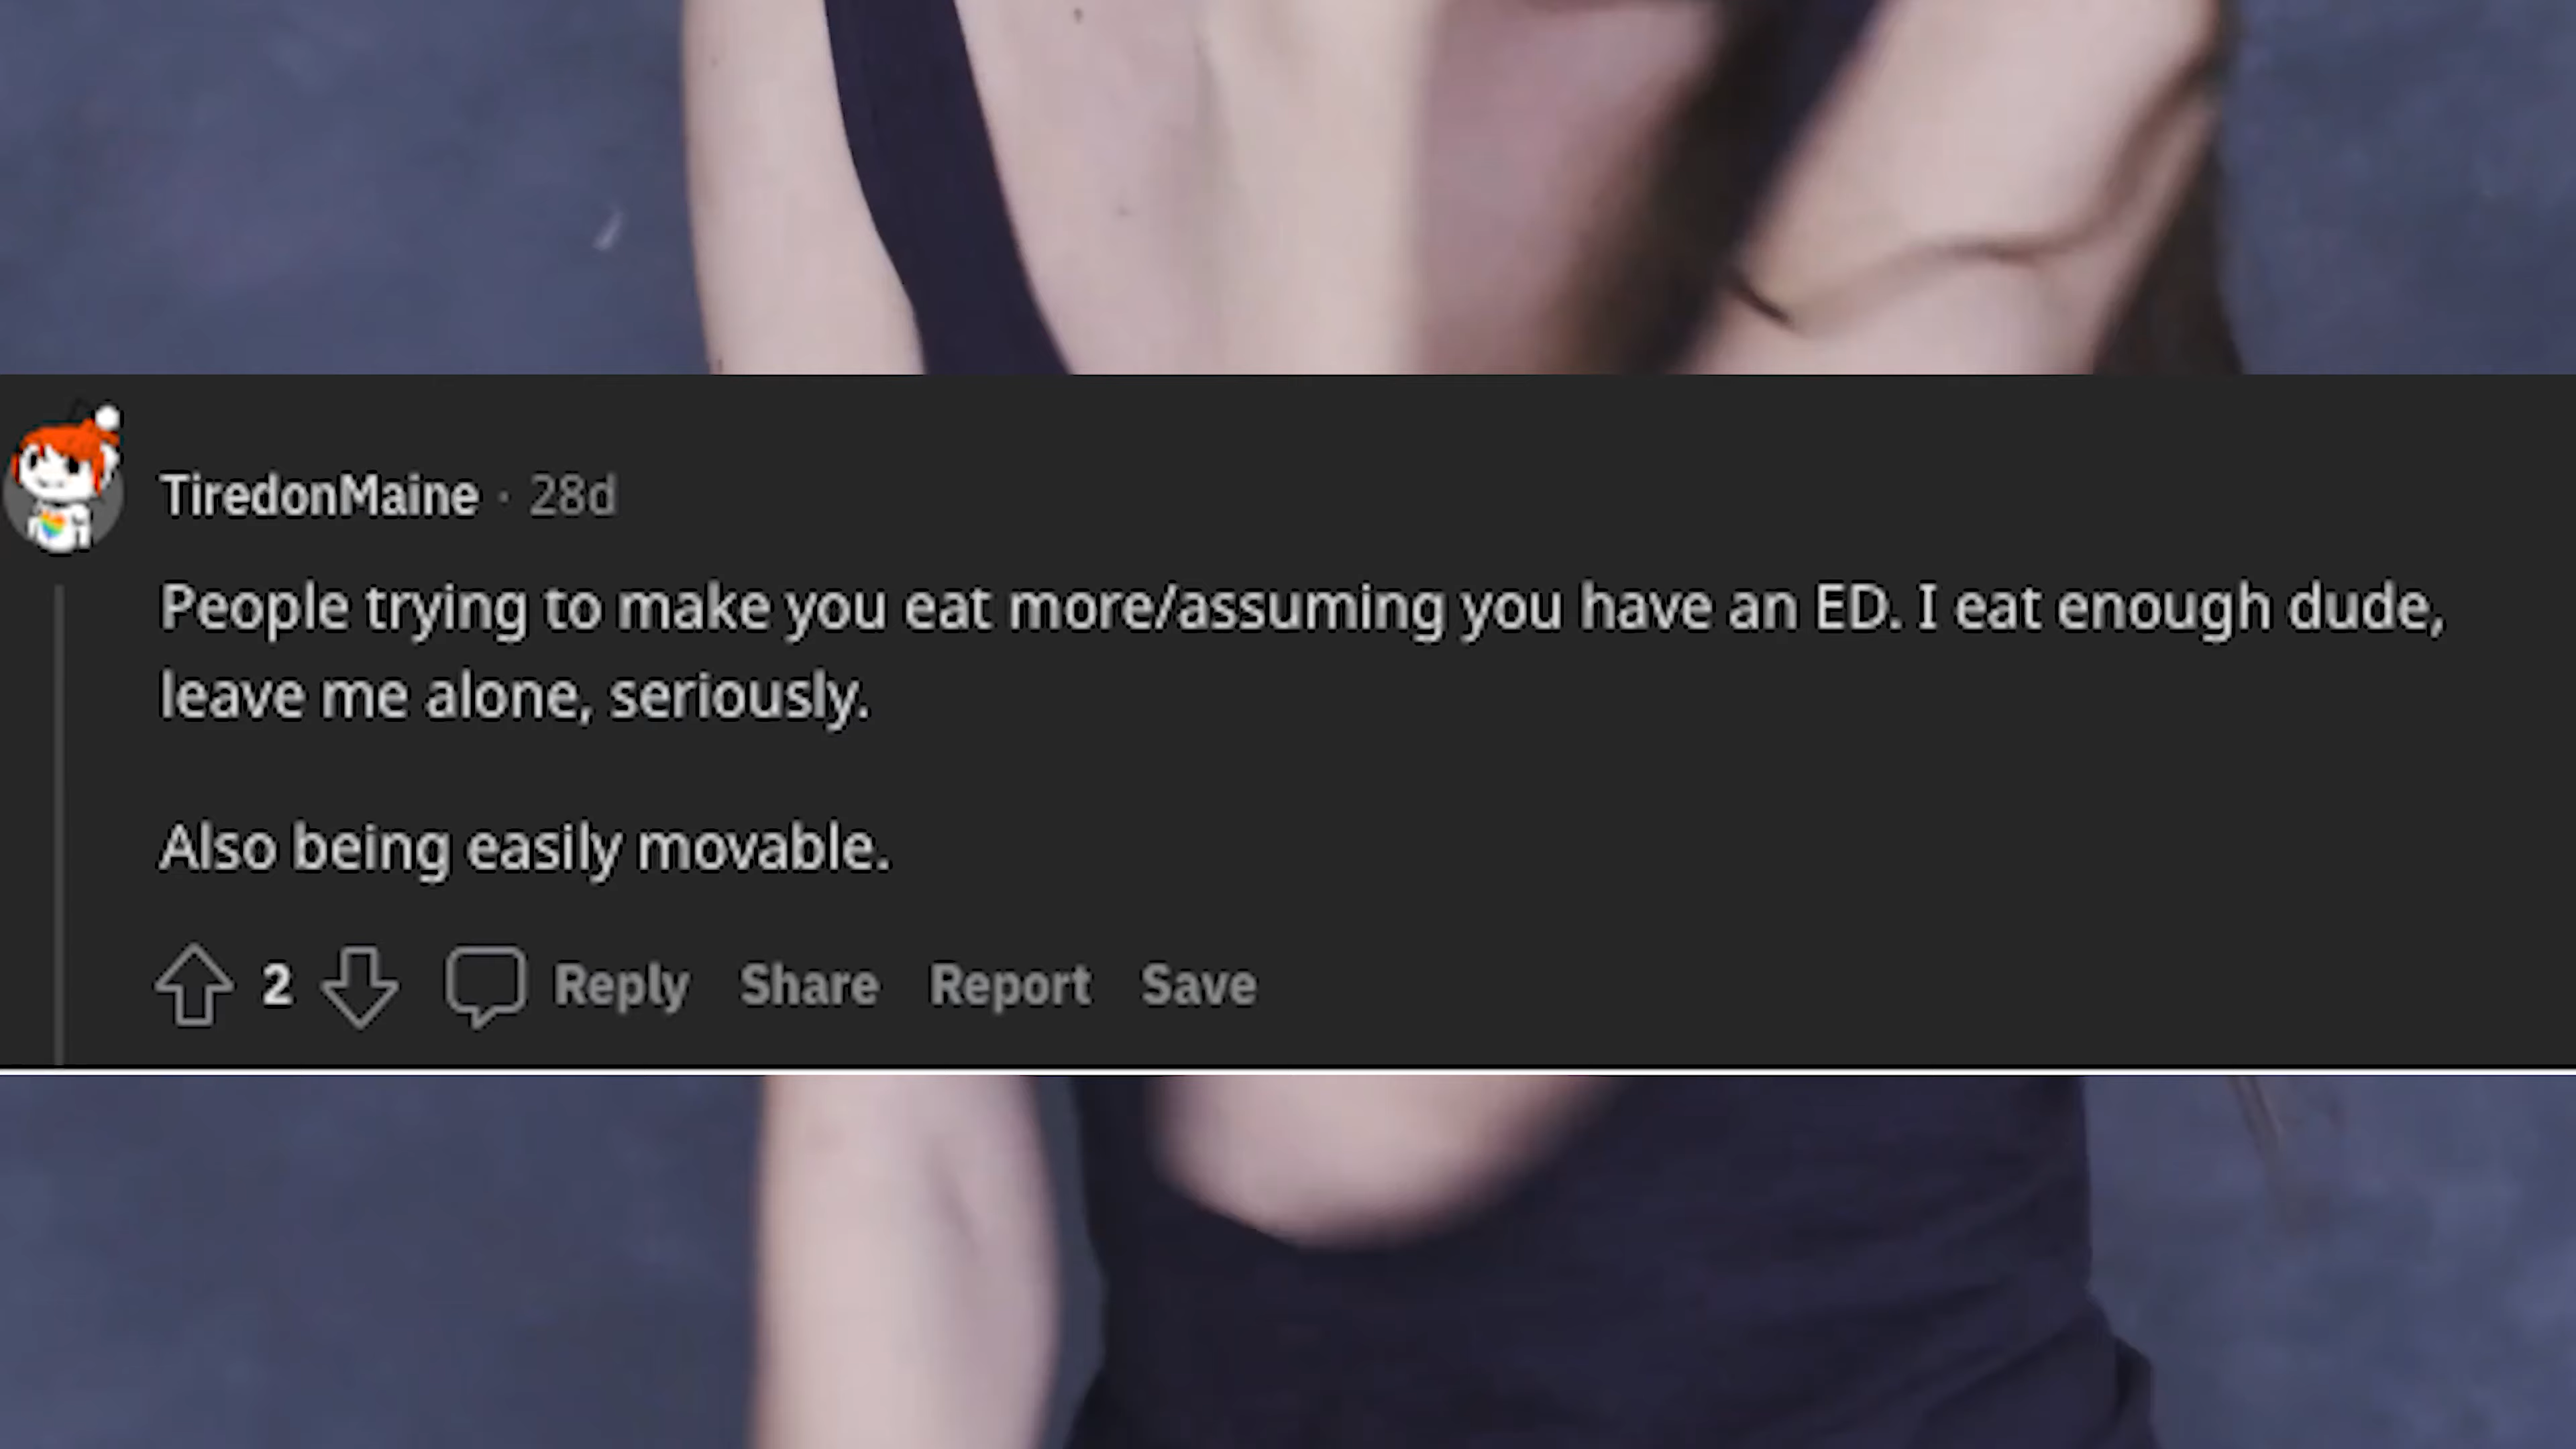 TiredonMaine · 28d
People trying to make you eat more/assuming you have an ED. I eat enough dude,
leave me alone, seriously.
Also being easily movable.
2 Reply Share Report Save